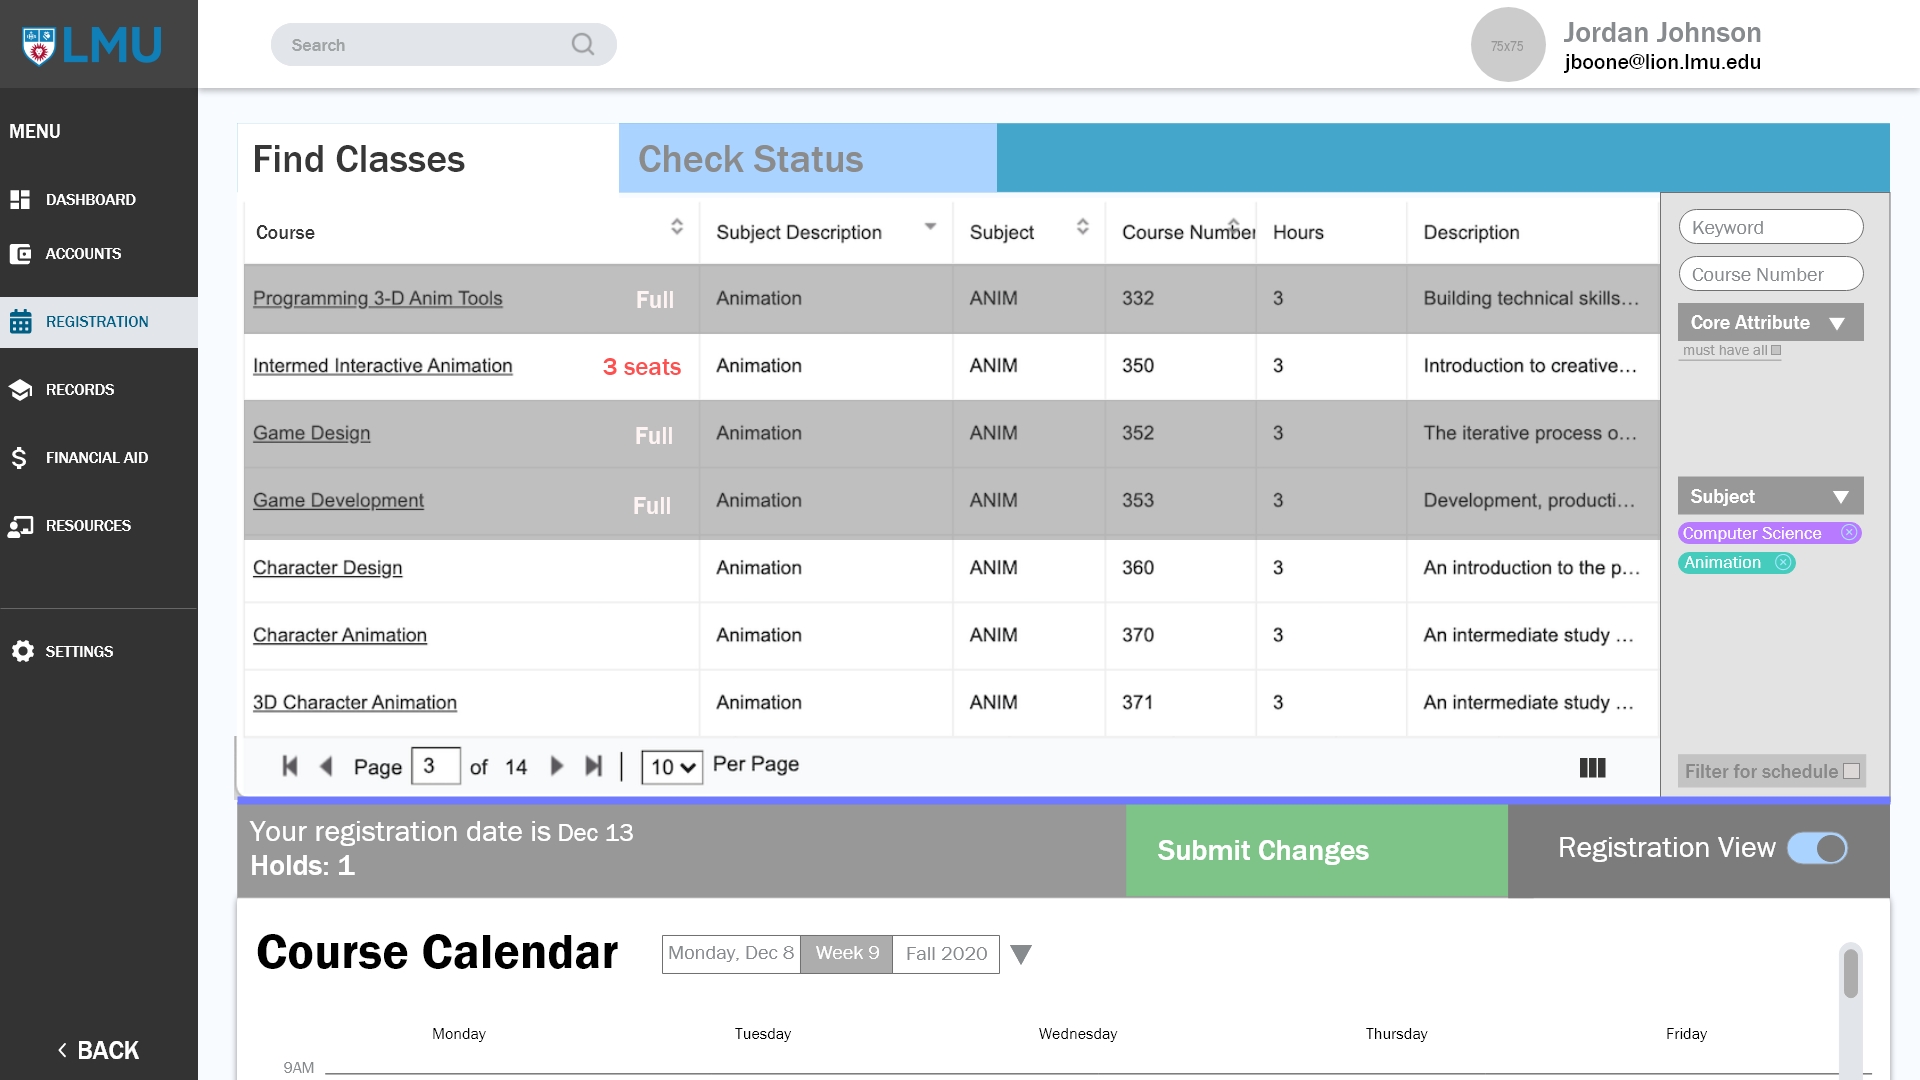 LMU
Search
75x75
Jordan Johnson
jboone@lion.lmu.edu
MENU
DASHBOARD
ACCOUNTS
REGISTRATION
RECORDS
FINANCIAL AID
RESOURCES
SETTINGS
BACK
Find Classes
Check Status
Course Subject Description Subject Course Number Hours Description
Programming 3-D Anim Tools Full Animation ANIM 332 3 Building technical skills...
Intermed Interactive Animation 3 seats Animation ANIM 350 3 Introduction to creative...
Game Design Full Animation ANIM 352 3 The iterative process o...
Game Development Full Animation ANIM 353 3 Development, producti...
Character Design Animation ANIM 360 3 An introduction to the p...
Character Animation Animation ANIM 370 3 An intermediate study ...
3D Character Animation Animation ANIM 371 3 An intermediate study ...
Page 3 of 14 10 Per Page
Keyword
Course Number
Core Attribute
must have all
Subject
Computer Science
Animation
Filter for schedule
Your registration date is Dec 13
Holds: 1
Submit Changes
Registration View
Course Calendar
Monday, Dec 8 Week 9 Fall 2020
Monday Tuesday Wednesday Thursday Friday
9AM